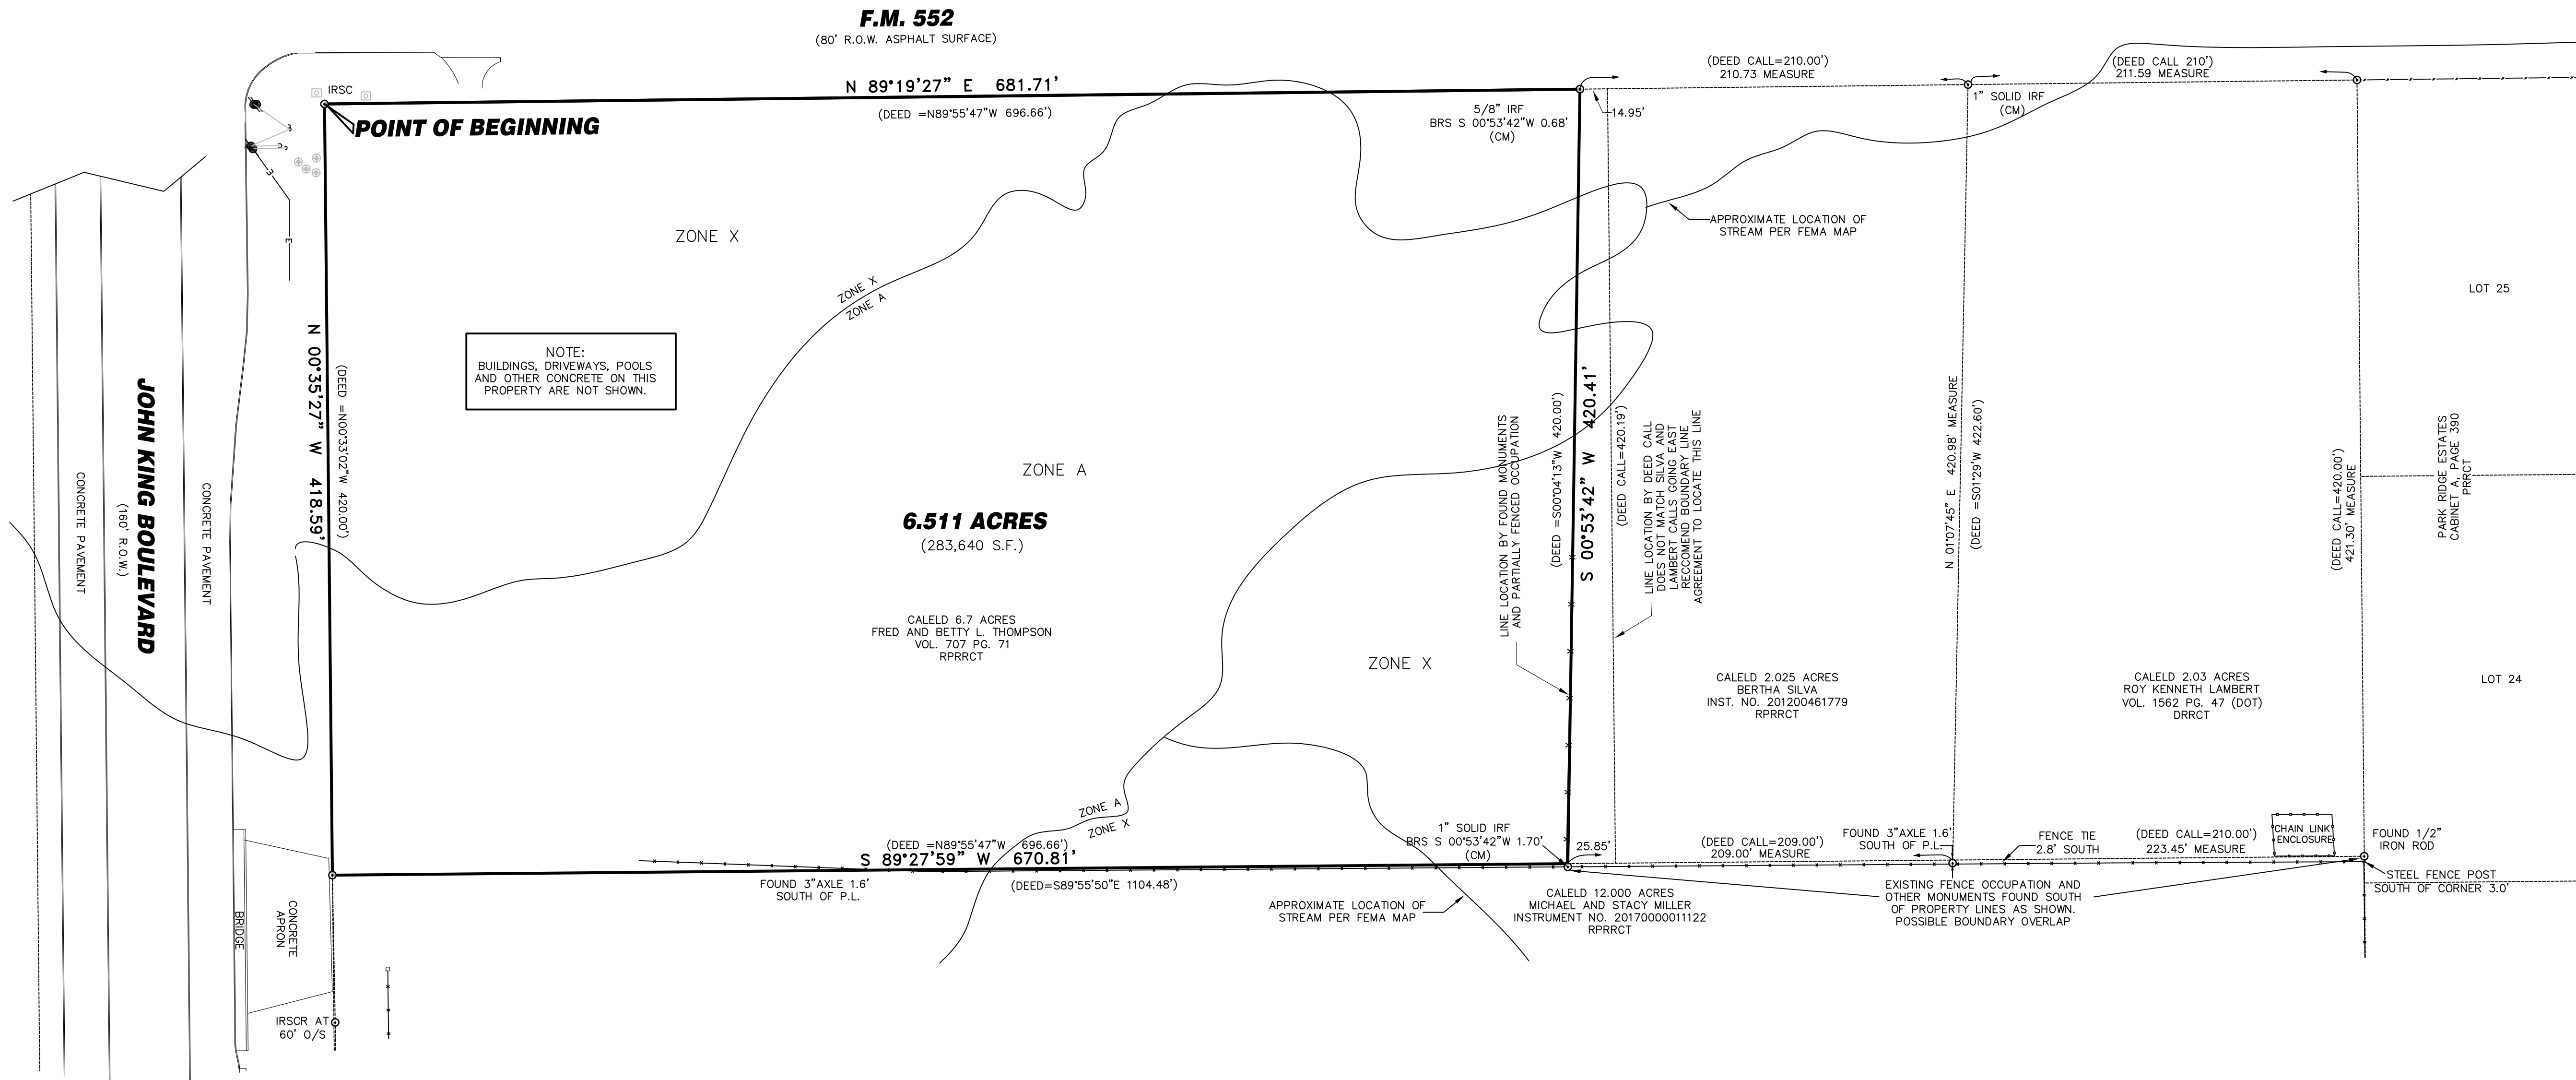 F.M. 552
(80' R.O.W. ASPHALT SURFACE)
IRSC
POINT OF BEGINNING
N 89°19'27" E 681.71'
(DEED =N89°55'47"W 696.66')
5/8" IRF
BRS S 00°53'42"W 0.68'
(CM)
14.95'
(DEED CALL=210.00')
210.73 MEASURE
1" SOLID IRF
(CM)
(DEED CALL 210')
211.59 MEASURE
APPROXIMATE LOCATION OF
STREAM PER FEMA MAP
E
E
ZONE X
ZONE X
ZONE A
NOTE:
BUILDINGS, DRIVEWAYS, POOLS
AND OTHER CONCRETE ON THIS
PROPERTY ARE NOT SHOWN.
N 00°35'27" W 418.59'
(DEED =N00°33'02"W 420.00')
JOHN KING BOULEVARD
(160' R.O.W.)
CONCRETE PAVEMENT
CONCRETE PAVEMENT
ZONE A
6.511 ACRES
(283,640 S.F.)
CALELD 6.7 ACRES
FRED AND BETTY L. THOMPSON
VOL. 707 PG. 71
RPRRCT
ZONE X
LINE LOCATION BY FOUND MONUMENTS
AND PARTIALLY FENCED OCCUPATION
(DEED =S00°04'13"W 420.00')
S 00°53'42" W 420.41'
(DEED CALL=420.19')
LINE LOCATION BY DEED CALL
DOES NOT MATCH SILVA AND
LAMBERT CALLS GOING EAST
RECCOMEND BOUNDARY LINE
AGREEMENT TO LOCATE THIS LINE
N 01°07'45" E 420.98' MEASURE
(DEED =S01°29'W 422.60')
(DEED CALL=420.00')
421.30' MEASURE
LOT 25
PARK RIDGE ESTATES
CABINET A, PAGE 390
PRRCT
LOT 24
CALELD 2.025 ACRES
BERTHA SILVA
INST. NO. 201200461779
RPRRCT
CALELD 2.03 ACRES
ROY KENNETH LAMBERT
VOL. 1562 PG. 47 (DOT)
DRRCT
ZONE A
ZONE X
(DEED =N89°55'47"W 696.66')
S 89°27'59" W 670.81'
(DEED=S89°55'50"E 1104.48')
FOUND 3"AXLE 1.6'
SOUTH OF P.L.
1" SOLID IRF
BRS S 00°53'42"W 1.70'
(CM)
25.85'
(DEED CALL=209.00')
209.00' MEASURE
FOUND 3"AXLE 1.6'
SOUTH OF P.L.
FENCE TIE
2.8' SOUTH
(DEED CALL=210.00')
223.45' MEASURE
CHAIN LINK
ENCLOSURE
FOUND 1/2"
IRON ROD
STEEL FENCE POST
SOUTH OF CORNER 3.0'
APPROXIMATE LOCATION OF
STREAM PER FEMA MAP
CALELD 12.000 ACRES
MICHAEL AND STACY MILLER
INSTRUMENT NO. 20170000011122
RPRRCT
EXISTING FENCE OCCUPATION AND
OTHER MONUMENTS FOUND SOUTH
OF PROPERTY LINES AS SHOWN.
POSSIBLE BOUNDARY OVERLAP
BRIDGE
CONCRETE
APRON
IRSCR AT
60' O/S